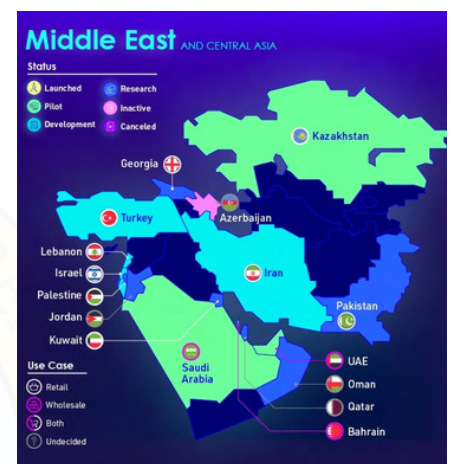 Middle East AND CENTRAL ASIA
Status
Launched
Research
Pilot
Inactive
Development
Canceled
Kazakhstan
Georgia
Azerbaijan
Turkey
Lebanon
Israel
Iran
Palestine
Jordan
Pakistan
Kuwait
Saudi
Arabia
UAE
Use Case
Oman
Retail
Wholesale
Qatar
Both
Bahrain
Undecided